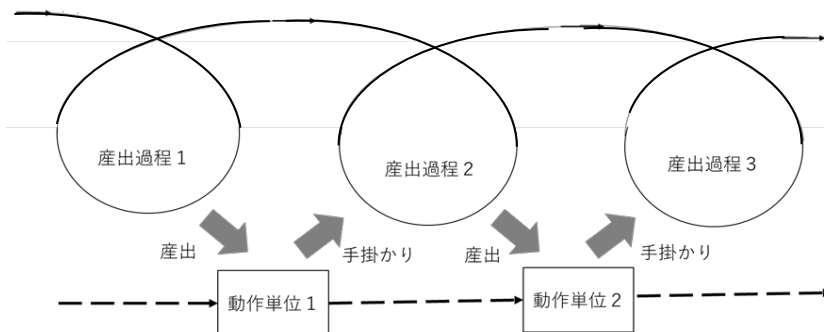 産出過程 1
産出過程 2
産出過程 3
産出
手掛かり
産出
手掛かり
動作単位 1
動作単位 2